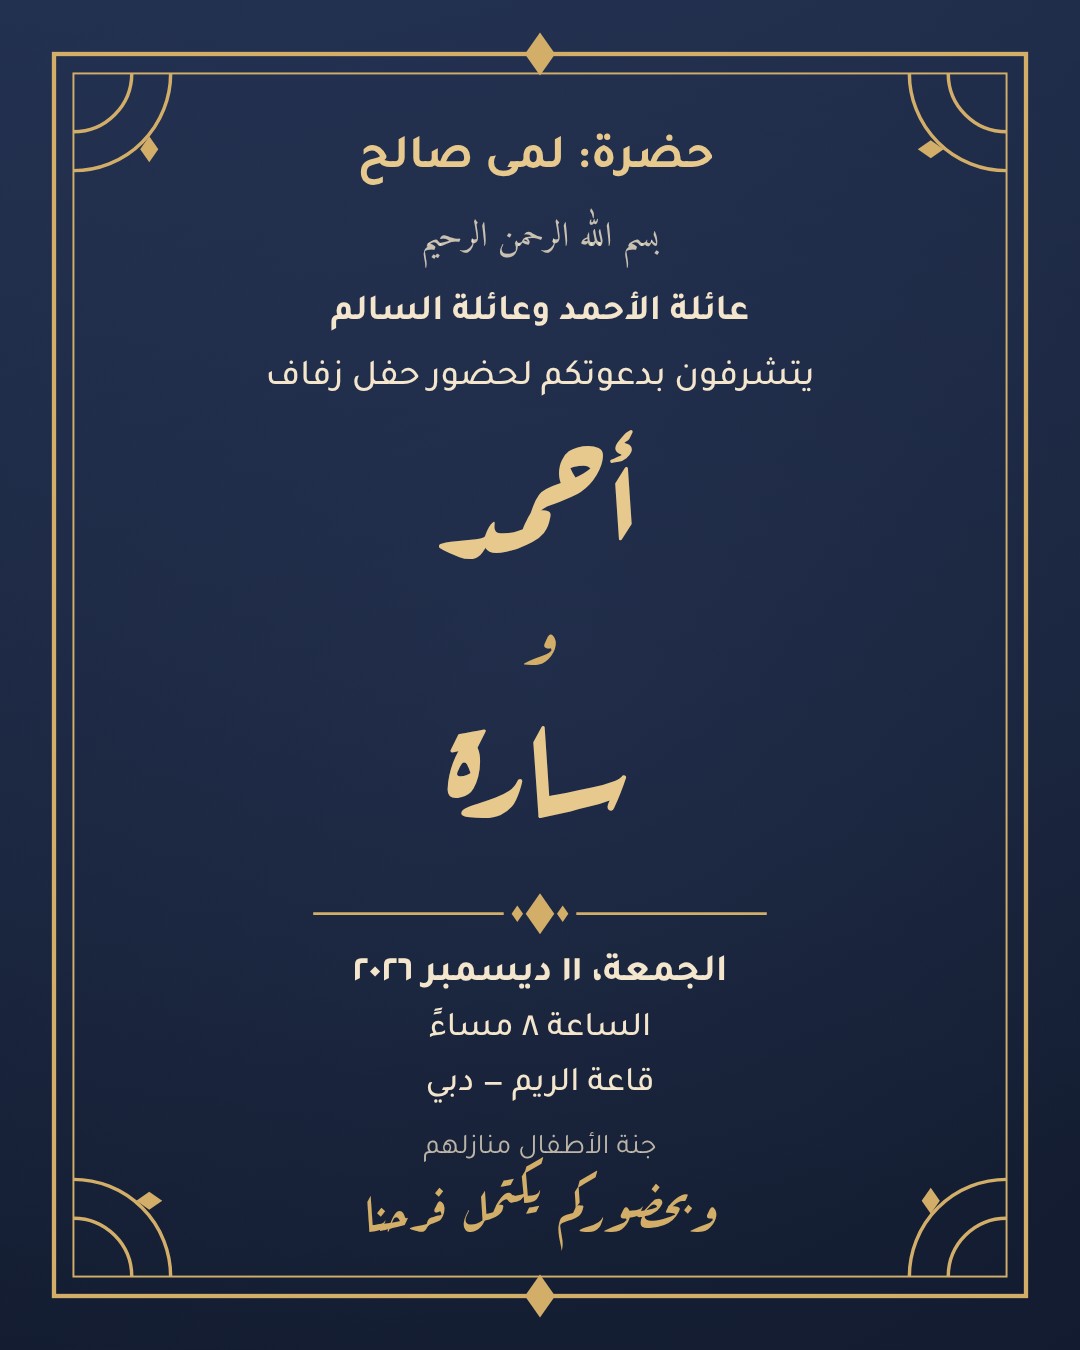 حضرة: لمى صالح
بسم الله الرحمن الرحيم
عائلة الأحمد وعائلة السالم
يتشرفون بدعوتكم لحضور حفل زفاف
أحمد
و
سارة
الجمعة، ١١ ديسمبر ٢٠٢٦
الساعة ٨ مساءً
قاعة الريم – دبي
جنة الأطفال منازلهم
وبحضوركم يكتمل فرحنا